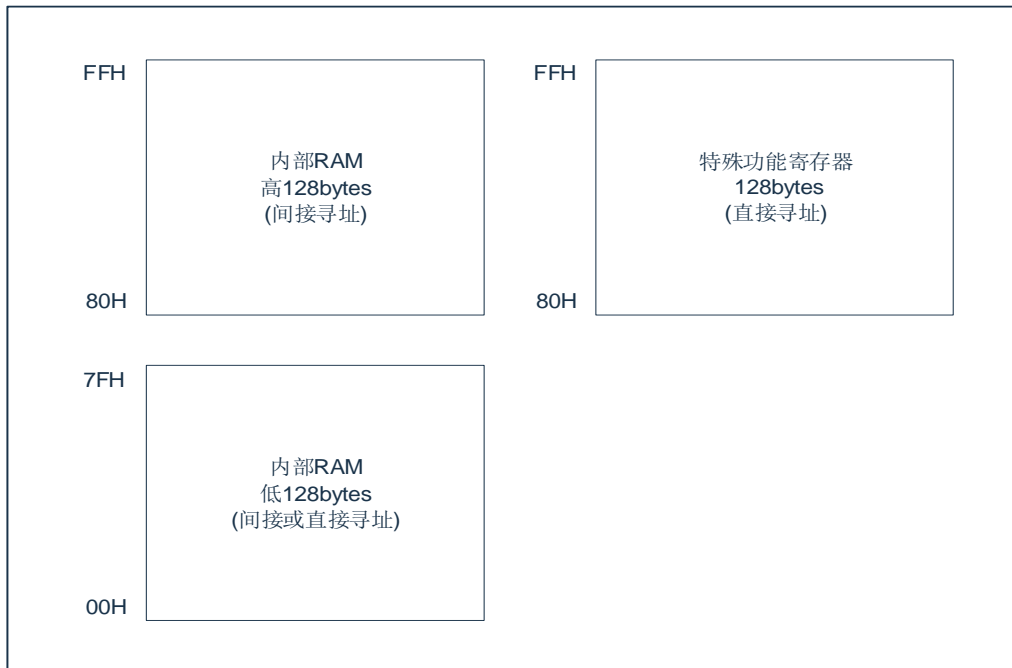 FFH
内部RAM
高128bytes
(间接寻址)
80H
FFH
特殊功能寄存器
128bytes
(直接寻址)
80H
7FH
内部RAM
低128bytes
(间接或直接寻址)
00H